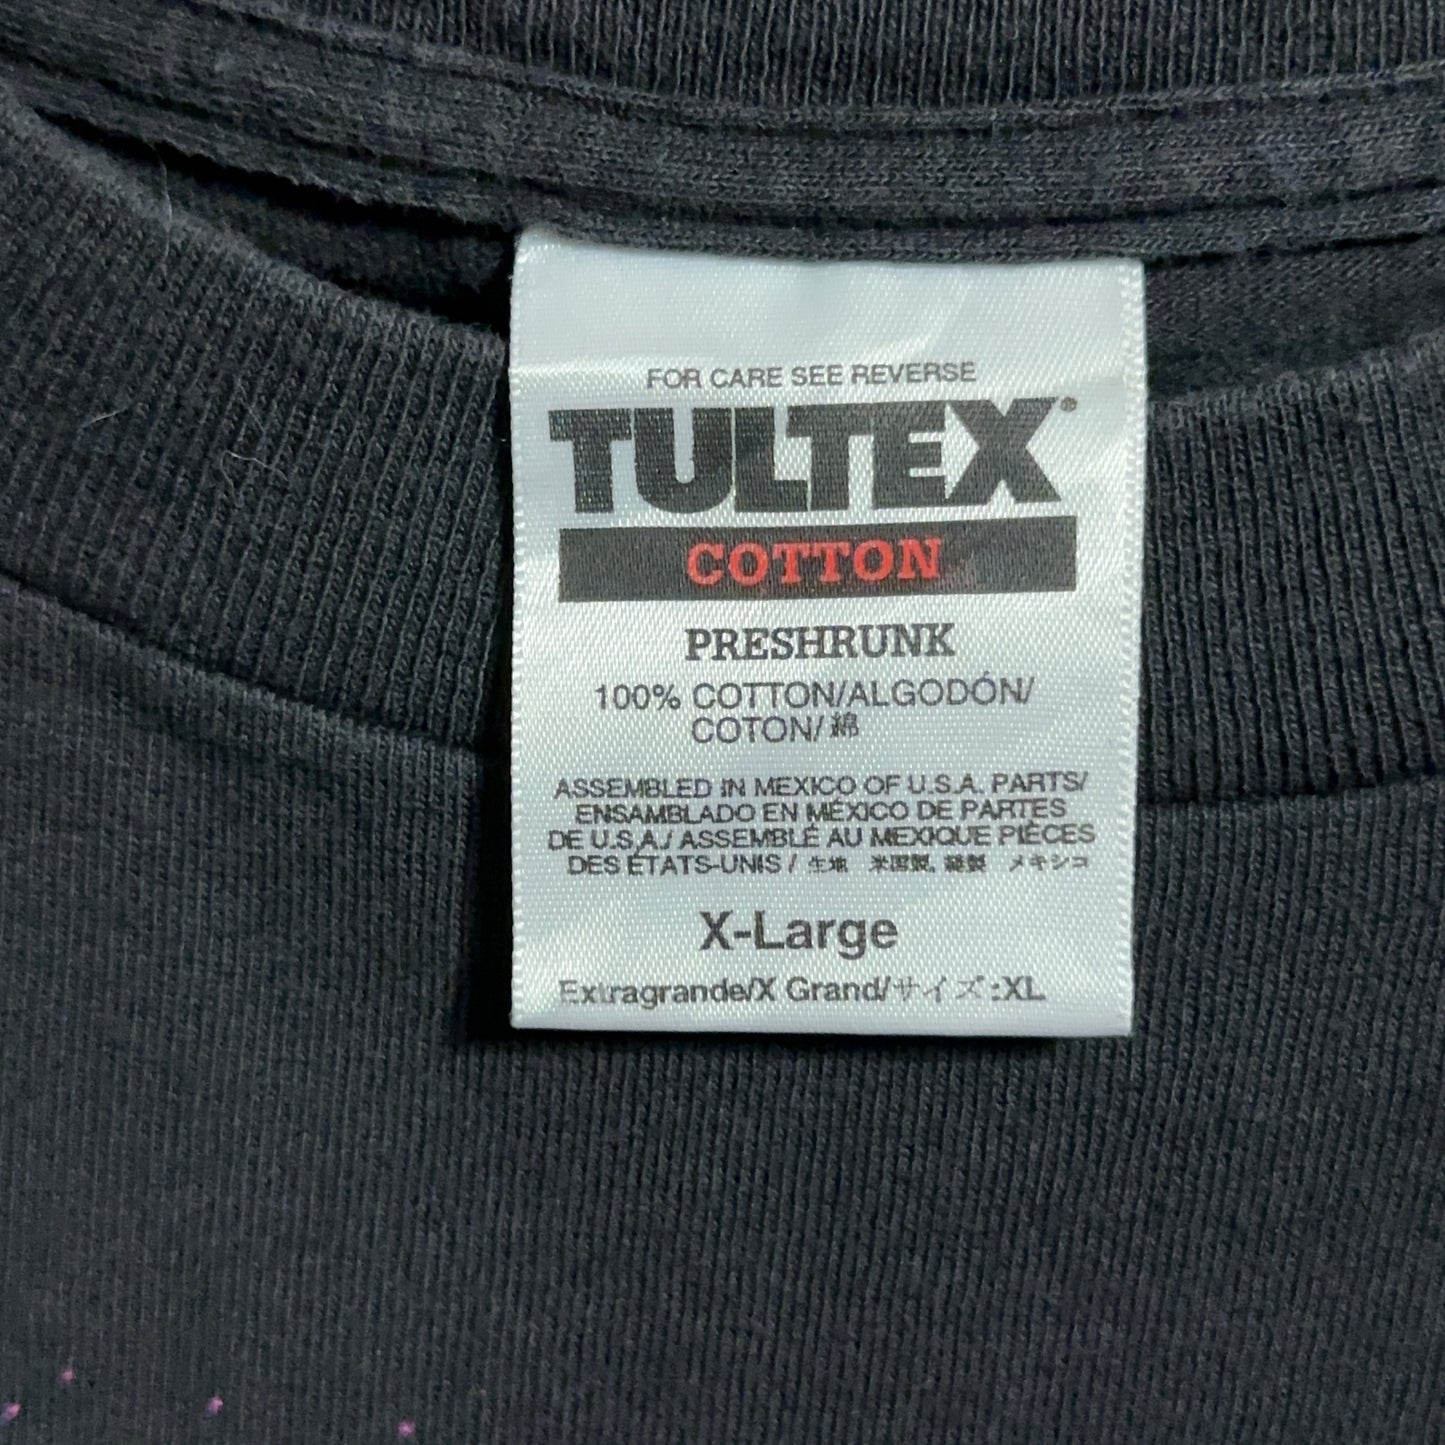 FOR CARE SEE REVERSE
TULTEX®
COTTON
PRESHRUNK
100% COTTON/ALGODÓN/
COTON/綿
ASSEMBLED IN MEXICO OF U.S.A. PARTS/
ENSAMBLADO EN MÉXICO DE PARTES
DE U.S.A./ASSEMBLÉ AU MEXIQUE PIÈCES
DES ÉTATS-UNIS/生地 米国製, 縫製 メキシコ
X-Large
Extragrande/X Grand/サイズ:XL